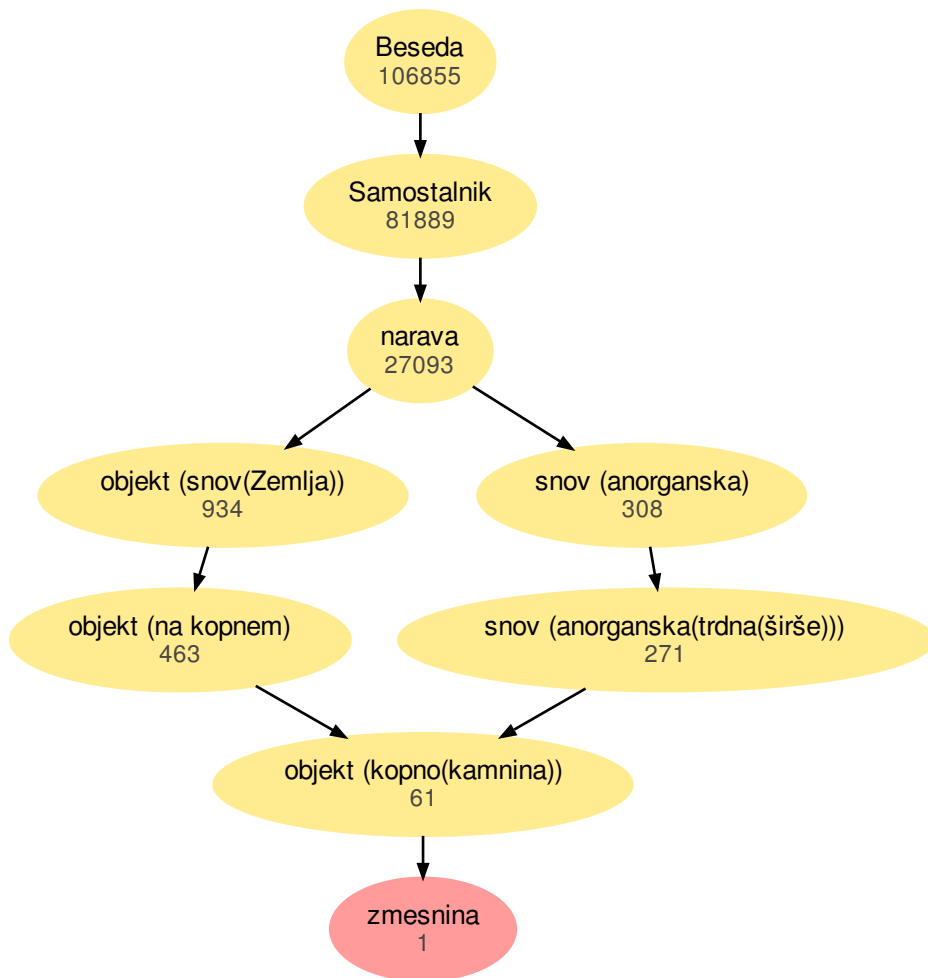 Beseda
106855
Samostalnik
81889
narava
27093
objekt (snov(Zemlja))
934
snov (anorganska)
308
objekt (na kopnem)
463
snov (anorganska(trdna(širše)))
271
objekt (kopno(kamnina))
61
zmesnina
1